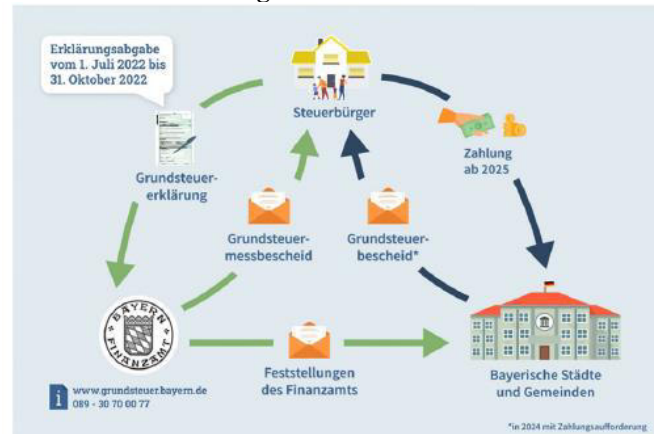 Erklärungsabgabe
vom 1. Juli 2022 bis
31. Oktober 2022
Steuerbürger
Grundsteuer-
erklärung
Zahlung
ab 2025
Grundsteuer-
messbescheid
Grundsteuer-
bescheid*
BAYERN
FINANZAMT
Feststellungen
des Finanzamts
Bayerische Städte
und Gemeinden
i www.grundsteuer.bayern.de
089 - 30 70 00 77
*in 2024 mit Zahlungsaufforderung